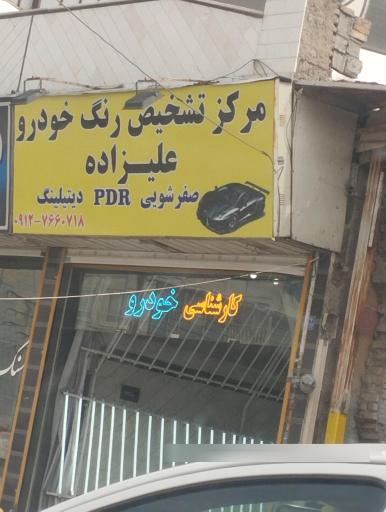 مرکز تشخیص رنگ خودرو
علیزاده
صفرشویی PDR دیتیلینگ
۰۹۱۲-۷۶۶۰۷۱۸
کارشناسی خودرو